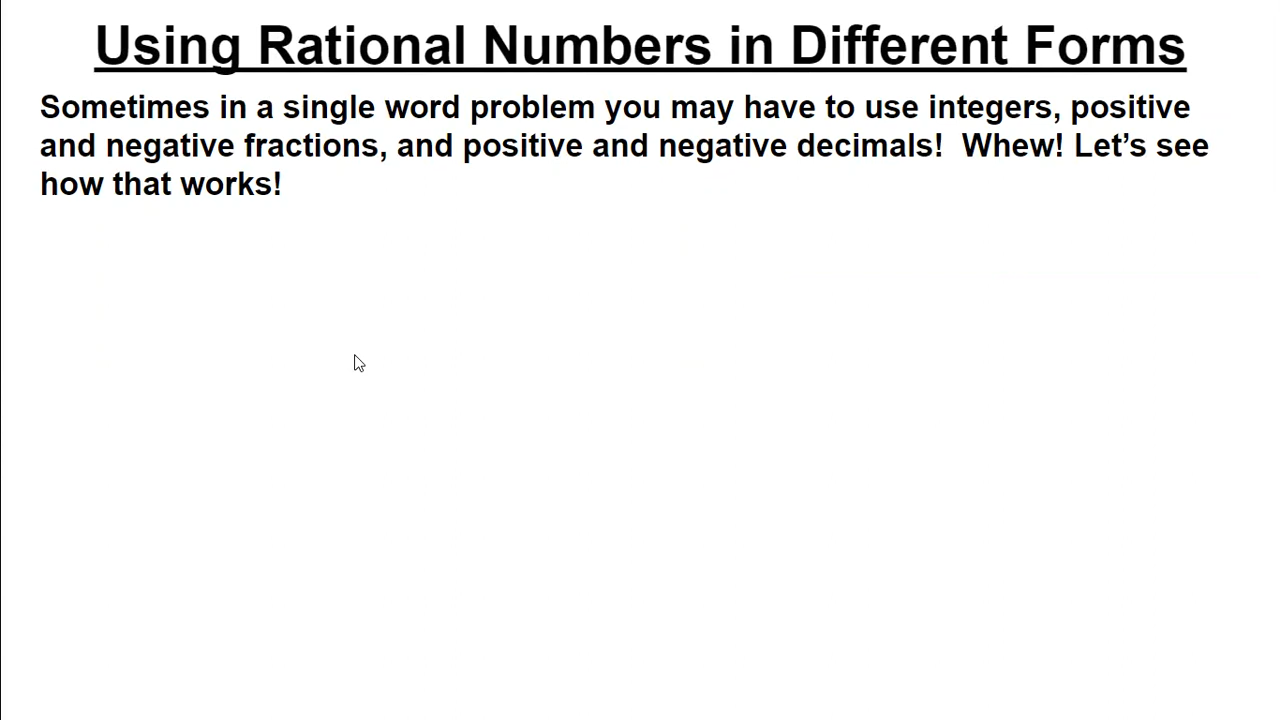 Using Rational Numbers in Different Forms
Sometimes in a single word problem you may have to use integers, positive
and negative fractions, and positive and negative decimals!  Whew! Let’s see
how that works!